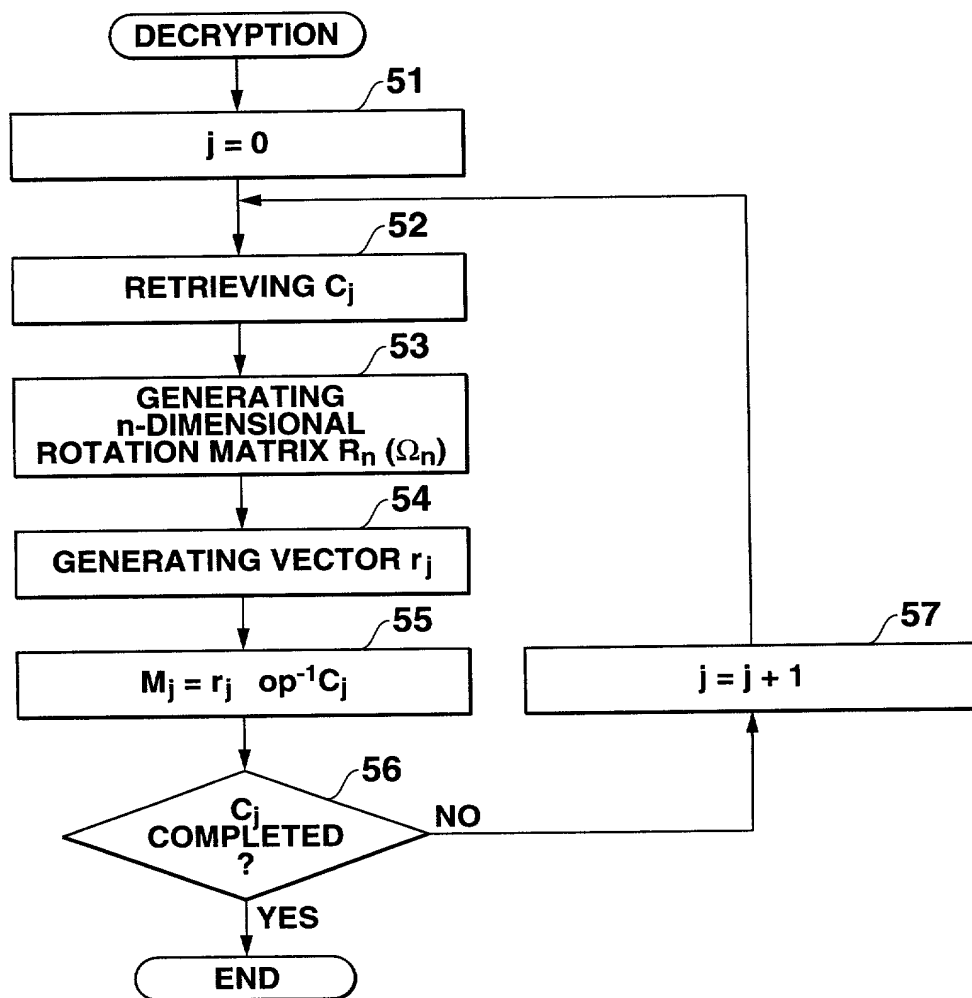 DECRYPTION
51
j = 0
52
RETRIEVING Cj
53
GENERATING
n-DIMENSIONAL
ROTATION MATRIX Rn (Ωn)
54
GENERATING VECTOR rj
55
Mj = rj op-1Cj
57
j = j + 1
56
Cj
COMPLETED
?
NO
YES
END